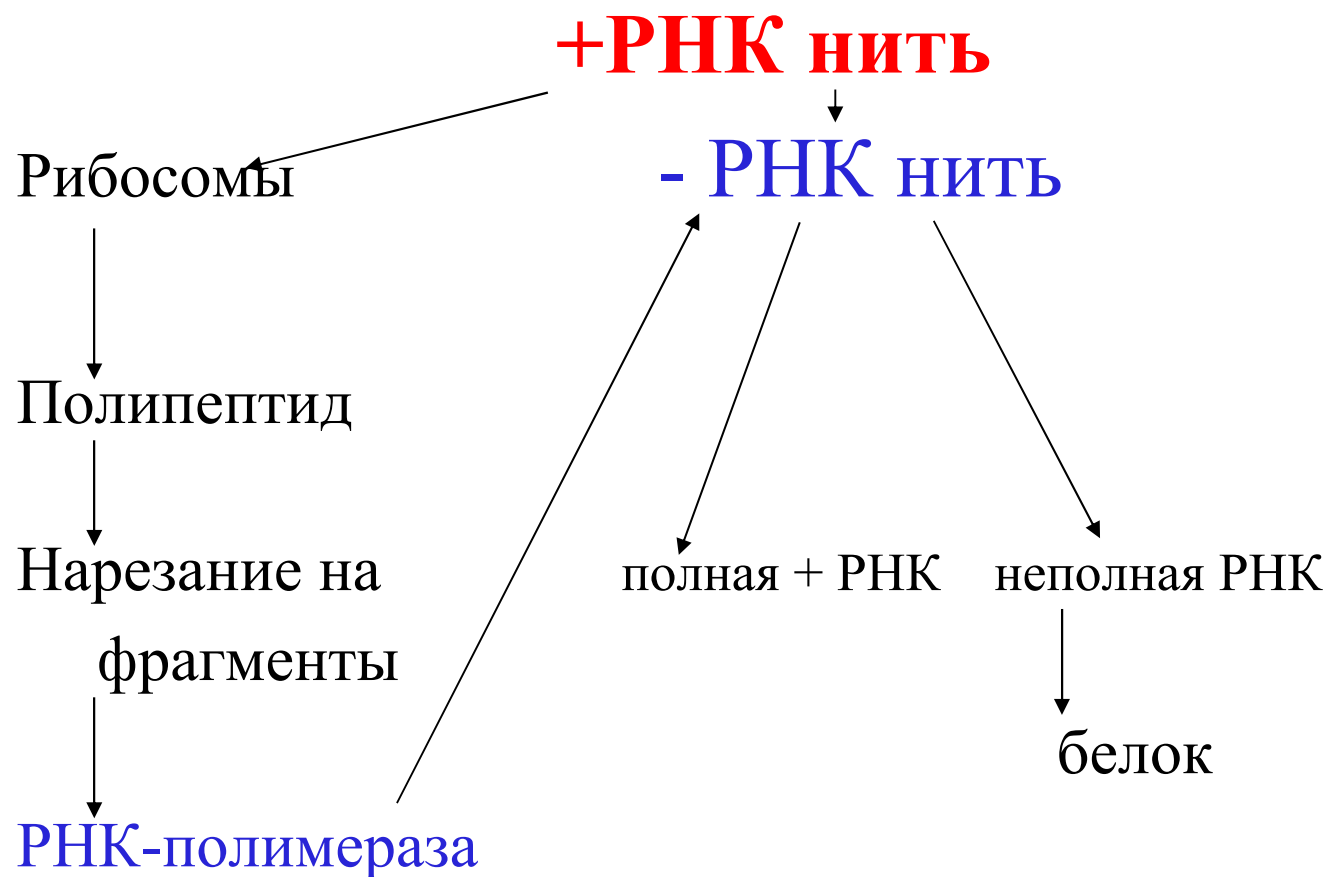 +РНК нить
Рибосомы
- РНК нить
Полипептид
Нарезание на
фрагменты
полная + РНК
неполная РНК
белок
РНК-полимераза